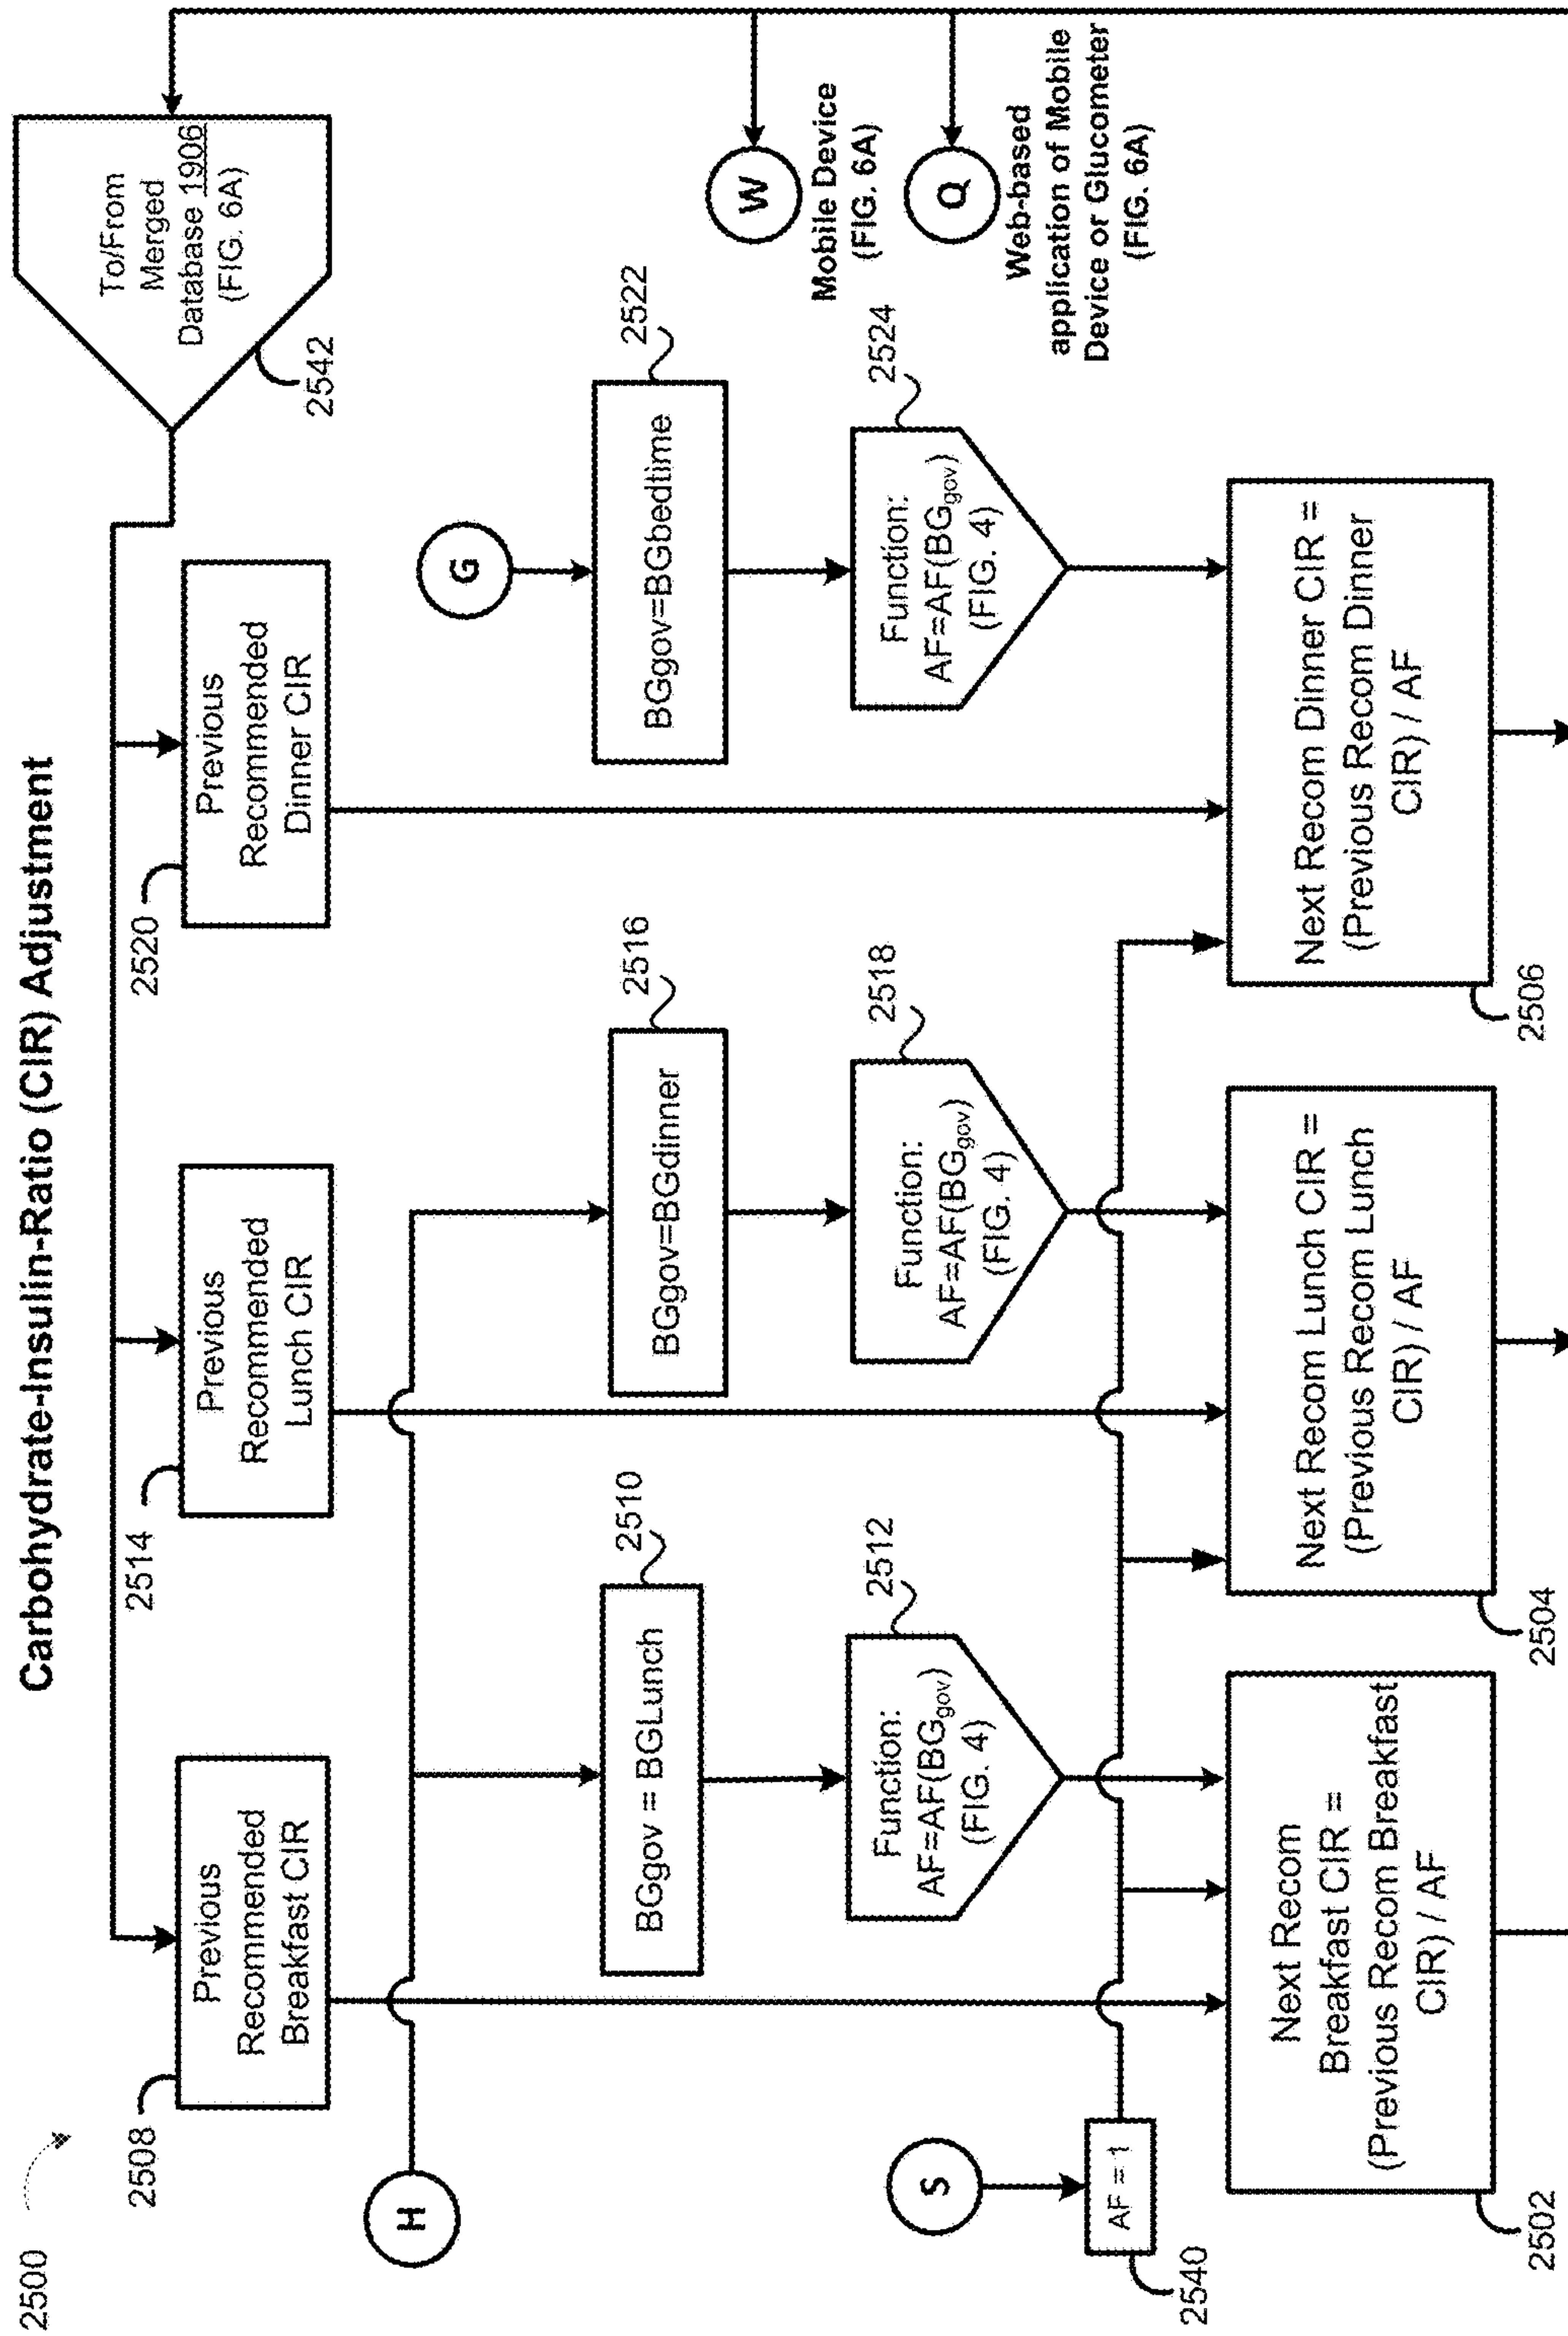 2500
Carbohydrate-Insulin-Ratio (CIR) Adjustment
2508
Previous
Recommended
Breakfast CIR
2514
Previous
Recommended
Lunch CIR
2520
Previous
Recommended
Dinner CIR
To/From
Merged
Database 1906
(FIG. 6A)
2542
H
G
BGgov = BGLunch
2510
BGgov=BGdinner
2516
BGgov=BGbedtime
2522
Function:
AF=AF(BGgov)
(FIG. 4)
2512
Function:
AF=AF(BGgov)
(FIG. 4)
2518
Function:
AF=AF(BGgov)
(FIG. 4)
2524
W
Mobile Device
(FIG. 6A)
Q
Web-based
application of Mobile
Device or Glucometer
(FIG. 6A)
S
AF = 1
2540
Next Recom
Breakfast CIR =
(Previous Recom Breakfast
CIR) / AF
2502
Next Recom Lunch CIR =
(Previous Recom Lunch
CIR) / AF
2504
Next Recom Dinner CIR =
(Previous Recom Dinner
CIR) / AF
2506